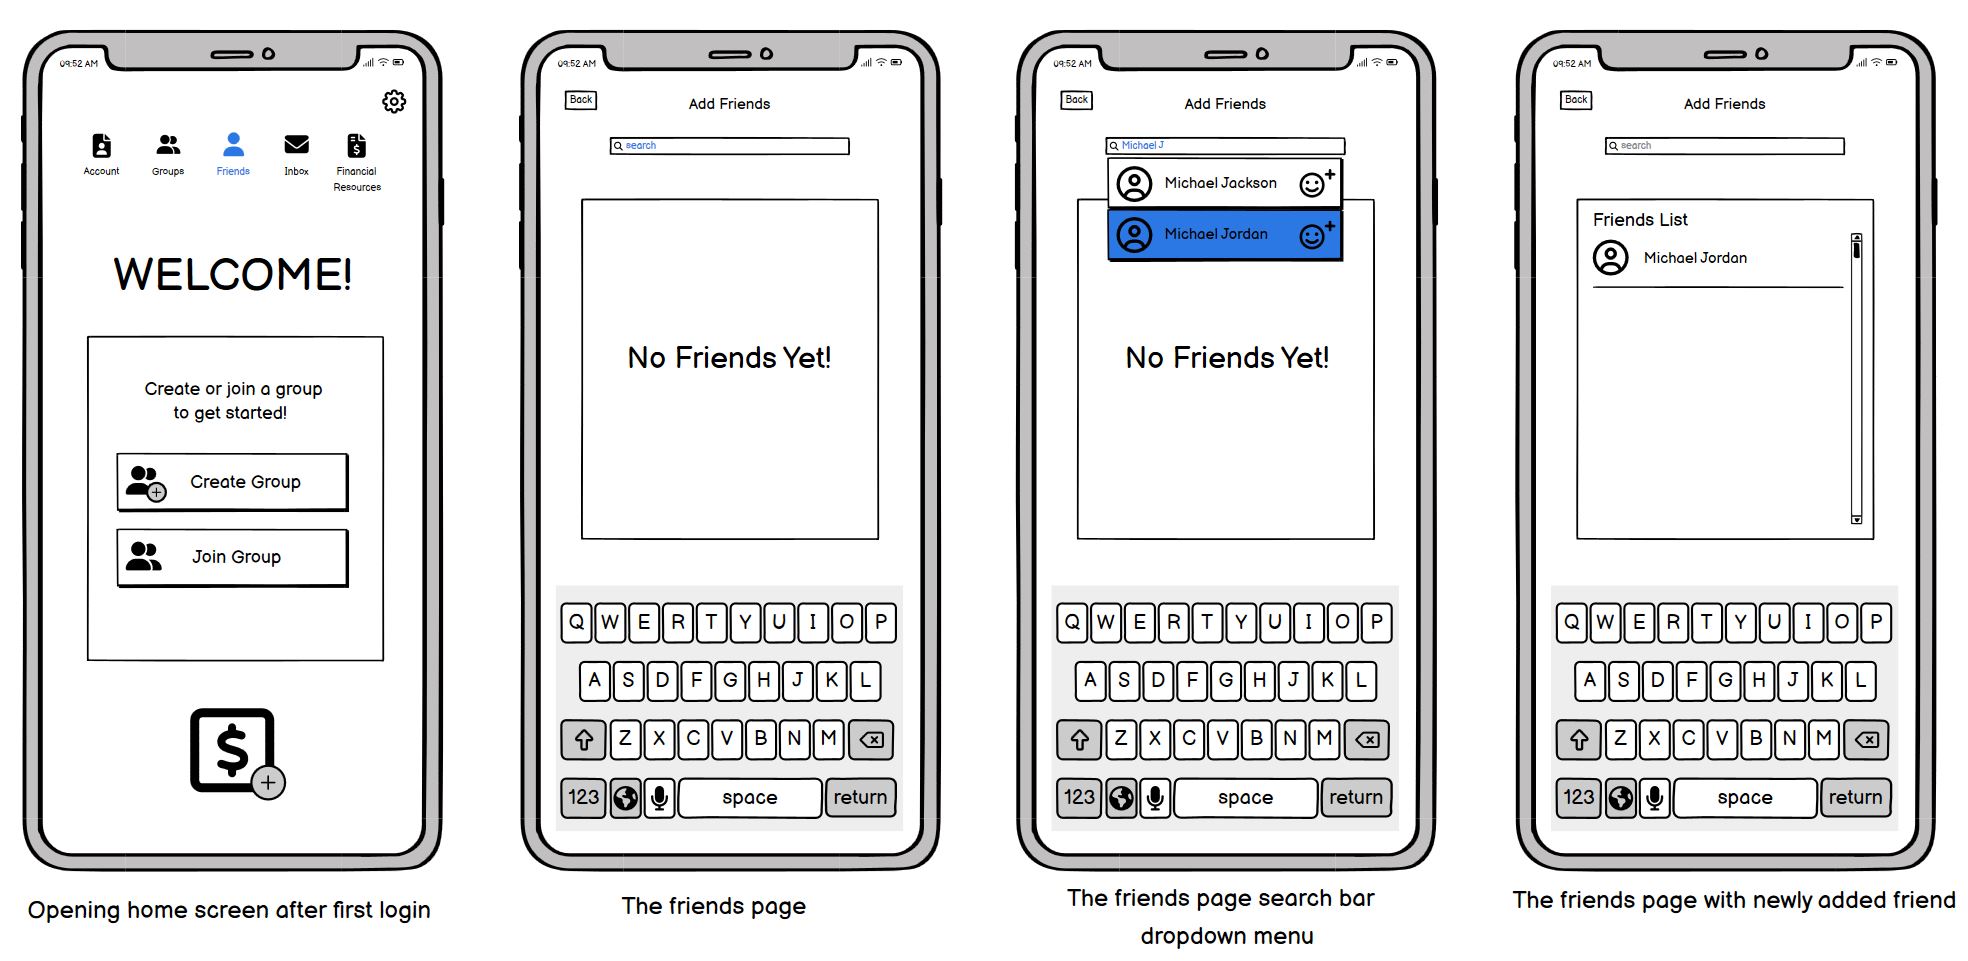 09:52 AM
Account
Groups
Friends
Inbox
Financial
Resources
WELCOME!
Create or join a group
to get started!
Create Group
Join Group
$
Opening home screen after first login
09:52 AM
Back
Add Friends
search
No Friends Yet!
Q W E R T Y U I O P
A S D F G H J K L
Z X C V B N M
123 space return
The friends page
09:52 AM
Back
Add Friends
Michael J
Michael Jackson
Michael Jordan
No Friends Yet!
Q W E R T Y U I O P
A S D F G H J K L
Z X C V B N M
123 space return
The friends page search bar
dropdown menu
09:52 AM
Back
Add Friends
search
Friends List
Michael Jordan
Q W E R T Y U I O P
A S D F G H J K L
Z X C V B N M
123 space return
The friends page with newly added friend